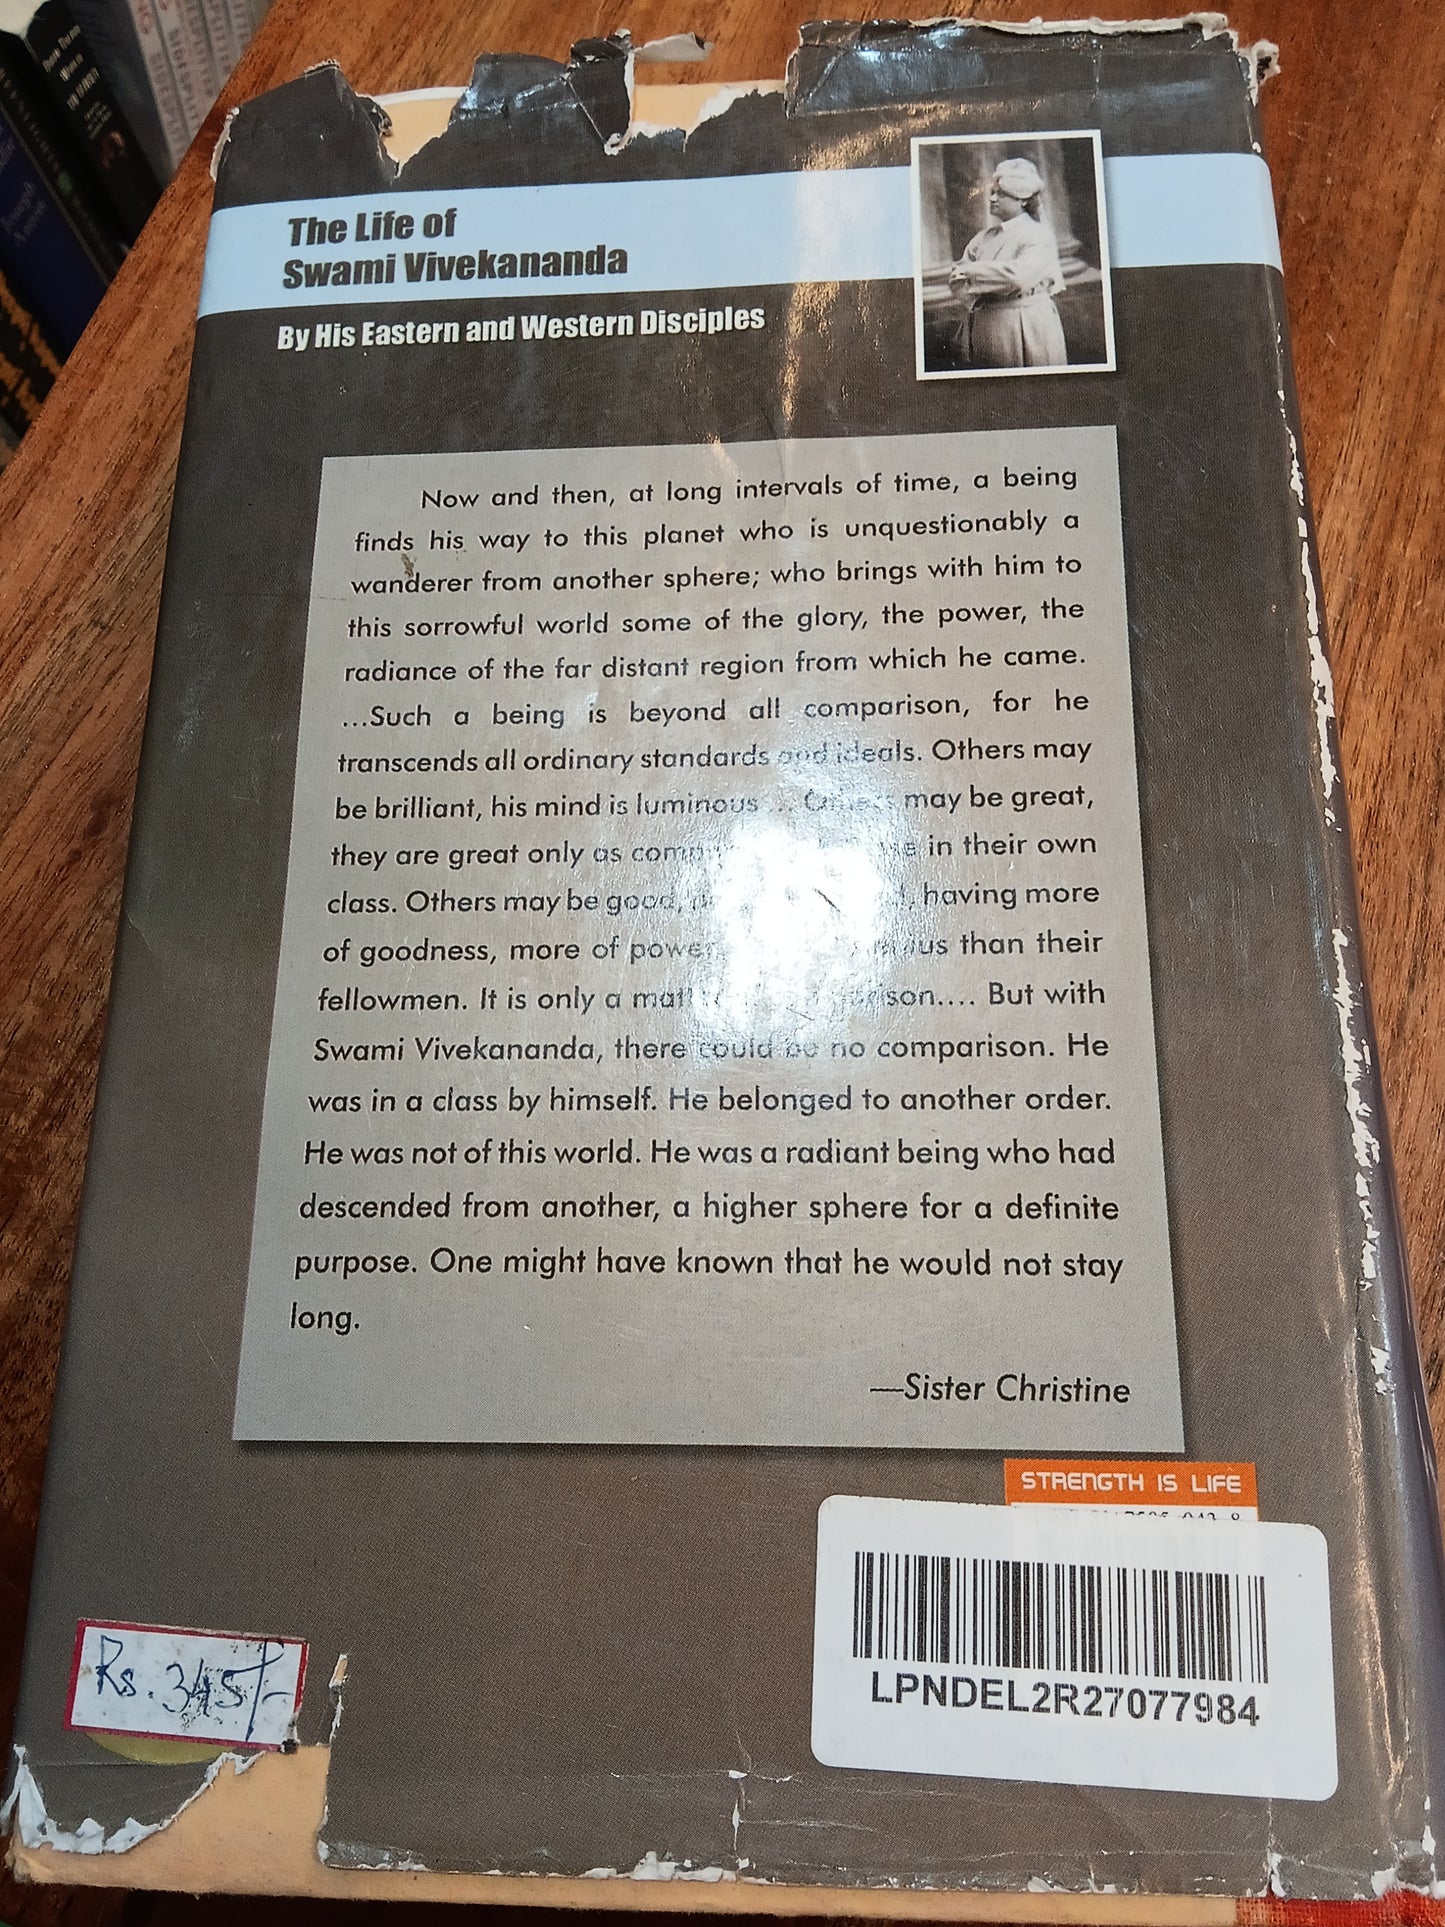 The Life of
Swami Vivekananda
By His Eastern and Western Disciples
Now and then, at long intervals of time, a being
finds his way to this planet who is unquestionably a
wanderer from another sphere; who brings with him to
this sorrowful world some of the glory, the power, the
radiance of the far distant region from which he came.
...Such a being is beyond all comparison, for he
transcends all ordinary standards and ideals. Others may
be brilliant, his mind is luminous ... Others may be great,
they are great only as in their own
class. Others may be good, having more
of goodness, more of than their
fellowmen. It is only a .... But with
Swami Vivekananda, there could be no comparison. He
was in a class by himself. He belonged to another order.
He was not of this world. He was a radiant being who had
descended from another, a higher sphere for a definite
purpose. One might have known that he would not stay
long.
—Sister Christine
STRENGTH IS LIFE
LPNDEL2R27077984
Rs. 345/-